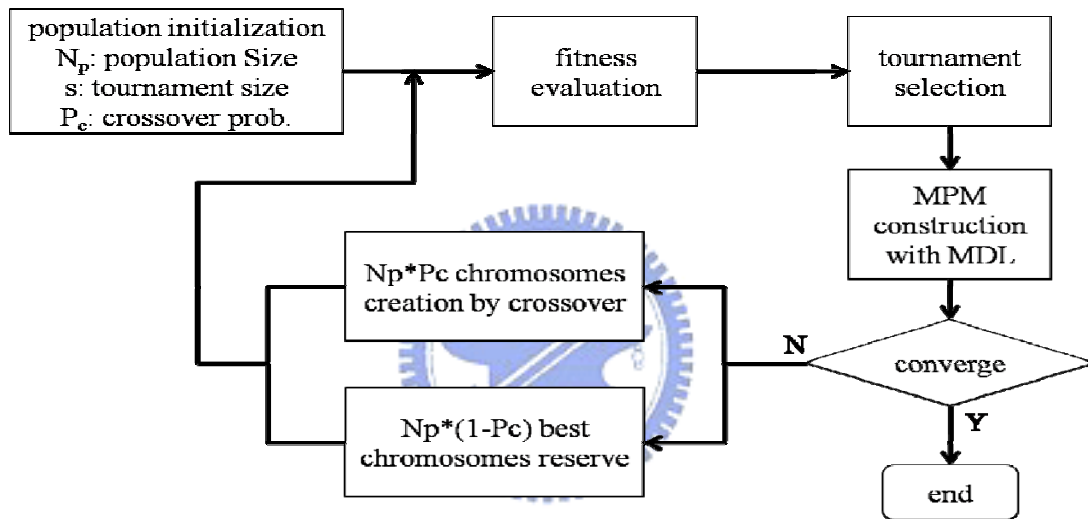 population initialization
Np: population Size
s: tournament size
Pc: crossover prob.
fitness
evaluation
tournament
selection
MPM
construction
with MDL
Np*Pc chromosomes
creation by crossover
N
converge
Np*(1-Pc) best
chromosomes reserve
Y
end